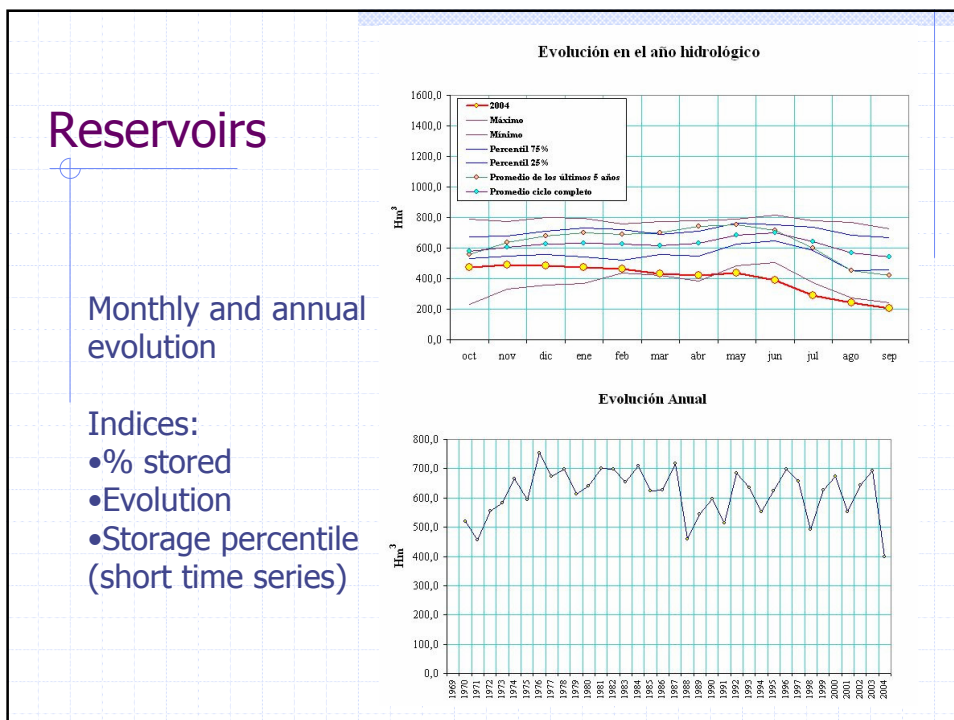 Reservoirs
Monthly and annual
evolution
Indices:
•% stored
•Evolution
•Storage percentile
(short time series)
Evolución en el año hidrológico
1600,0
1400,0
1200,0
1000,0
800,0
600,0
400,0
200,0
0,0
Hm³
2004
Máximo
Mínimo
Percentil 75%
Percentil 25%
Promedio de los últimos 5 años
Promedio ciclo completo
oct nov dic ene feb mar abr may jun jul ago sep
Evolución Anual
800,0
700,0
600,0
500,0
400,0
300,0
200,0
100,0
0,0
Hm³
1969 1970 1971 1972 1973 1974 1975 1976 1977 1978 1979 1980 1981 1982 1983 1984 1985 1986 1987 1988 1989 1990 1991 1992 1993 1994 1995 1996 1997 1998 1999 2000 2001 2002 2003 2004